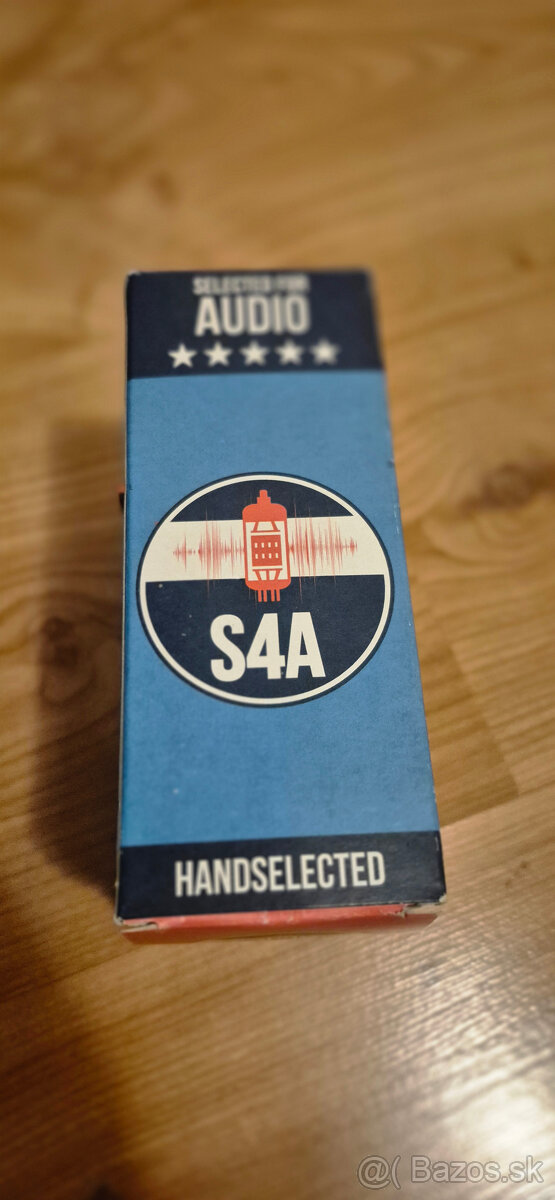 SELECTED FOR
AUDIO
S4A
HANDSELECTED
@( Bazos.sk